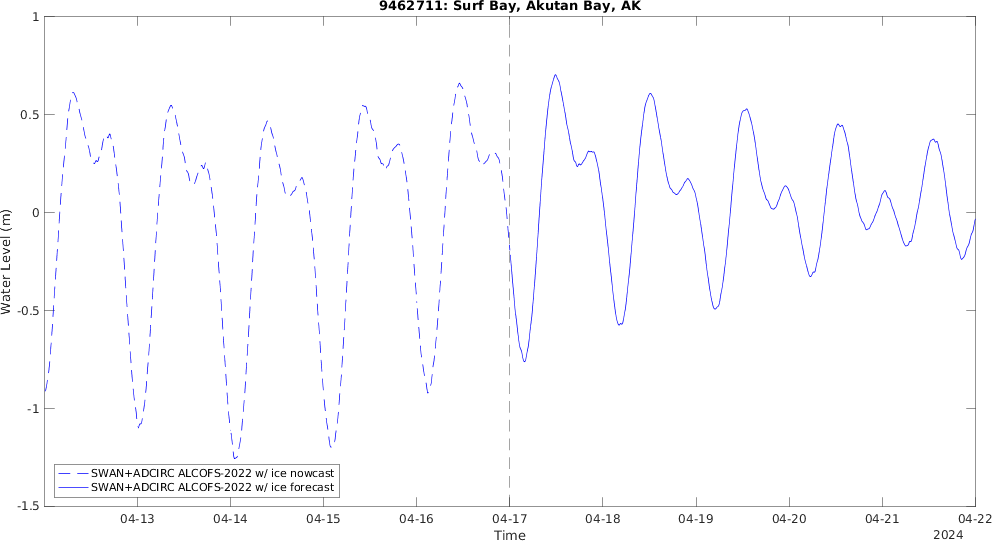 9462711: Surf Bay, Akutan Bay, AK
Water Level (m)
1
0.5
0
-0.5
-1
-1.5
SWAN+ADCIRC ALCOFS-2022 w/ ice nowcast
SWAN+ADCIRC ALCOFS-2022 w/ ice forecast
04-13 04-14 04-15 04-16 04-17 04-18 04-19 04-20 04-21 04-22
Time
2024